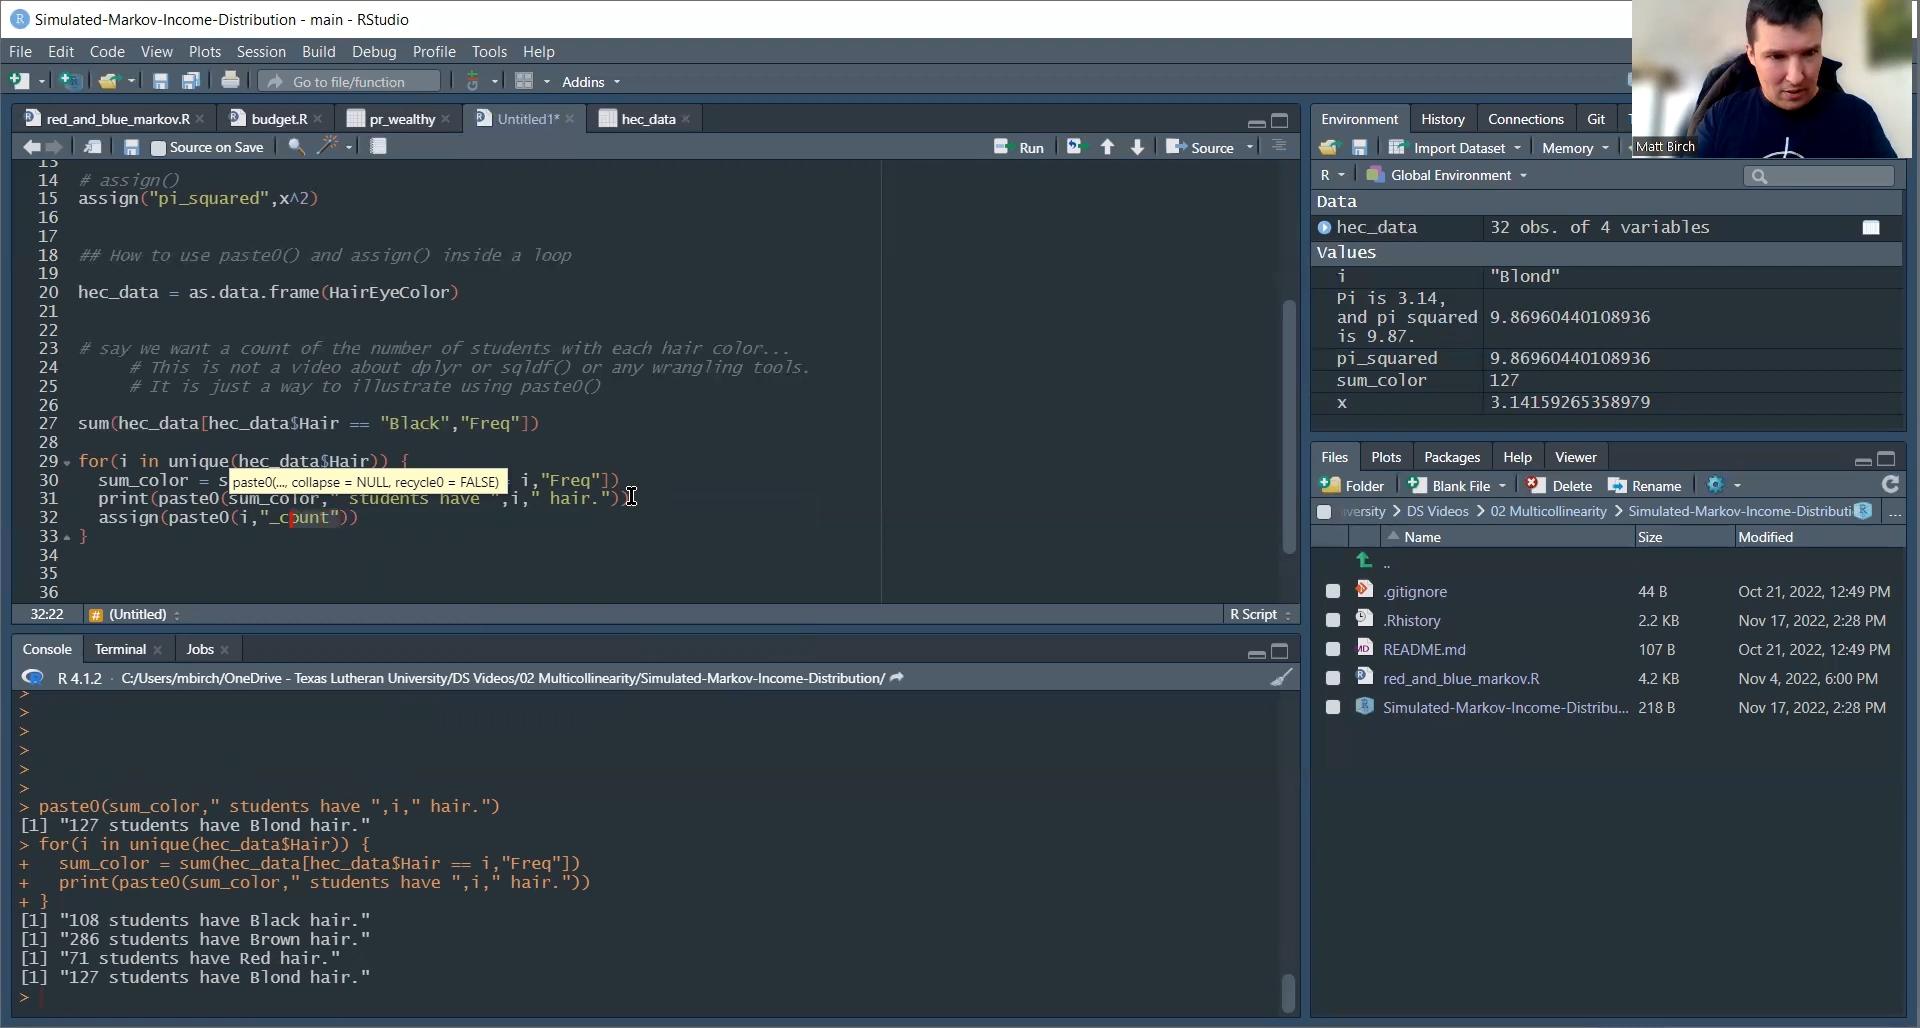 Simulated-Markov-Income-Distribution - main - RStudio
File Edit Code View Plots Session Build Debug Profile Tools Help
Go to file/function Addins
red_and_blue_markov.R budget.R pr_wealthy Untitled1* hec_data
Source on Save Run Source
13
14 # assign()
15 assign("pi_squared",x^2)
16
17
18 ## How to use paste0() and assign() inside a loop
19
20 hec_data = as.data.frame(HairEyeColor)
21
22
23 # say we want a count of the number of students with each hair color...
24 # This is not a video about dplyr or sqldf() or any wrangling tools.
25 # It is just a way to illustrate using paste0()
26
27 sum(hec_data[hec_data$Hair == "Black","Freq"])
28
29 for(i in unique(hec_data$Hair)) {
paste0(..., collapse = NULL, recycle0 = FALSE)
30 sum_color = s i,"Freq"])
31 print(paste0(sum_color," students have ",i," hair."))
32 assign(paste0(i,"_count"))
33 }
34
35
36
32:22 # (Untitled) R Script
Console Terminal Jobs
R 4.1.2 · C:/Users/mbirch/OneDrive - Texas Lutheran University/DS Videos/02 Multicollinearity/Simulated-Markov-Income-Distribution/
>
>
>
>
>
>
> paste0(sum_color," students have ",i," hair.")
[1] "127 students have Blond hair."
> for(i in unique(hec_data$Hair)) {
+ sum_color = sum(hec_data[hec_data$Hair == i,"Freq"])
+ print(paste0(sum_color," students have ",i," hair."))
+ }
[1] "108 students have Black hair."
[1] "286 students have Brown hair."
[1] "71 students have Red hair."
[1] "127 students have Blond hair."
>
Matt Birch
Environment History Connections Git
Import Dataset Memory
R Global Environment
Data
hec_data 32 obs. of 4 variables
Values
i "Blond"
Pi is 3.14, and pi squared is 9.87. 9.86960440108936
pi_squared 9.86960440108936
sum_color 127
x 3.14159265358979
Files Plots Packages Help Viewer
Folder Blank File Delete Rename
iversity DS Videos 02 Multicollinearity Simulated-Markov-Income-Distributi ...
Name Size Modified
..
.gitignore 44 B Oct 21, 2022, 12:49 PM
.Rhistory 2.2 KB Nov 17, 2022, 2:28 PM
README.md 107 B Oct 21, 2022, 12:49 PM
red_and_blue_markov.R 4.2 KB Nov 4, 2022, 6:00 PM
Simulated-Markov-Income-Distribu... 218 B Nov 17, 2022, 2:28 PM